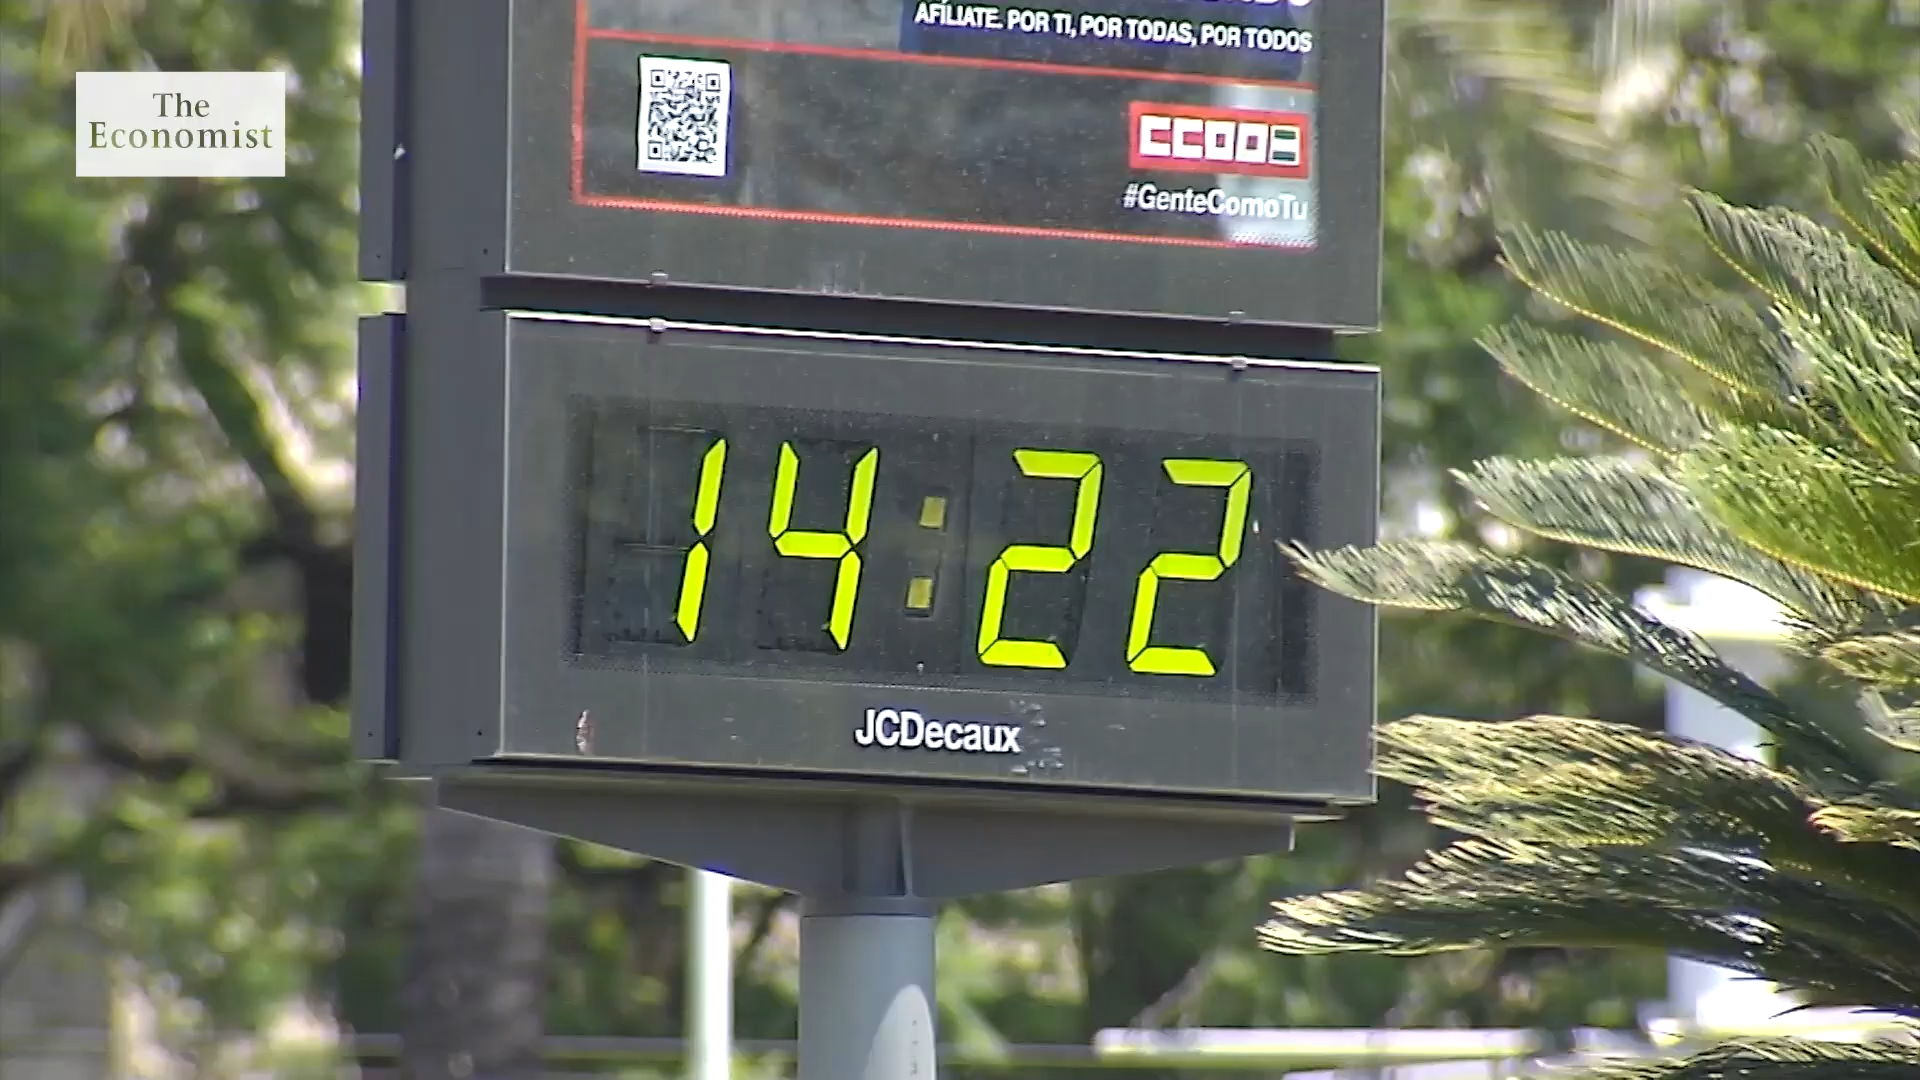 The
Economist
AFÍLIATE. POR TI, POR TODAS, POR TODOS
CCOO
#GenteComoTu
14:22
JCDecaux